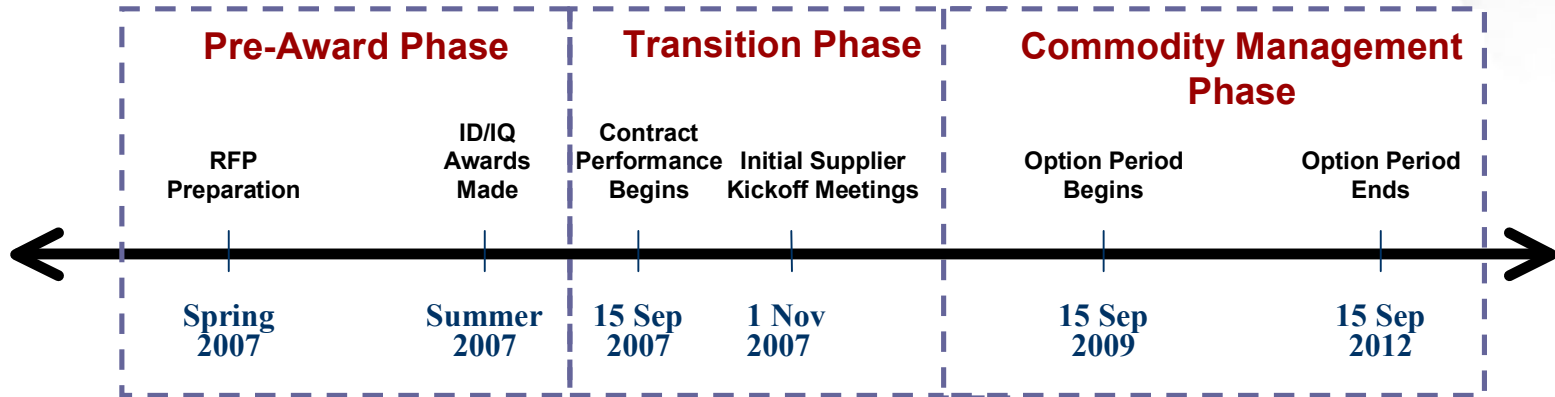 Pre-Award Phase
Transition Phase
Commodity Management
Phase
RFP
Preparation
ID/IQ
Awards
Made
Contract
Performance
Begins
Initial Supplier
Kickoff Meetings
Option Period
Begins
Option Period
Ends
Spring
2007
Summer
2007
15 Sep
2007
1 Nov
2007
15 Sep
2009
15 Sep
2012